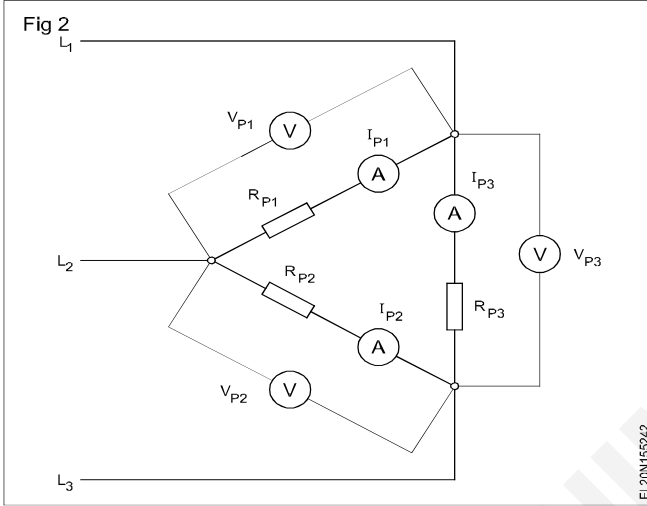 Fig 2
L1
VP1
V
IP1
A
IP3
A
RP1
L2
V
VP3
RP2
RP3
IP2
A
VP2
V
L3
EL20N155242